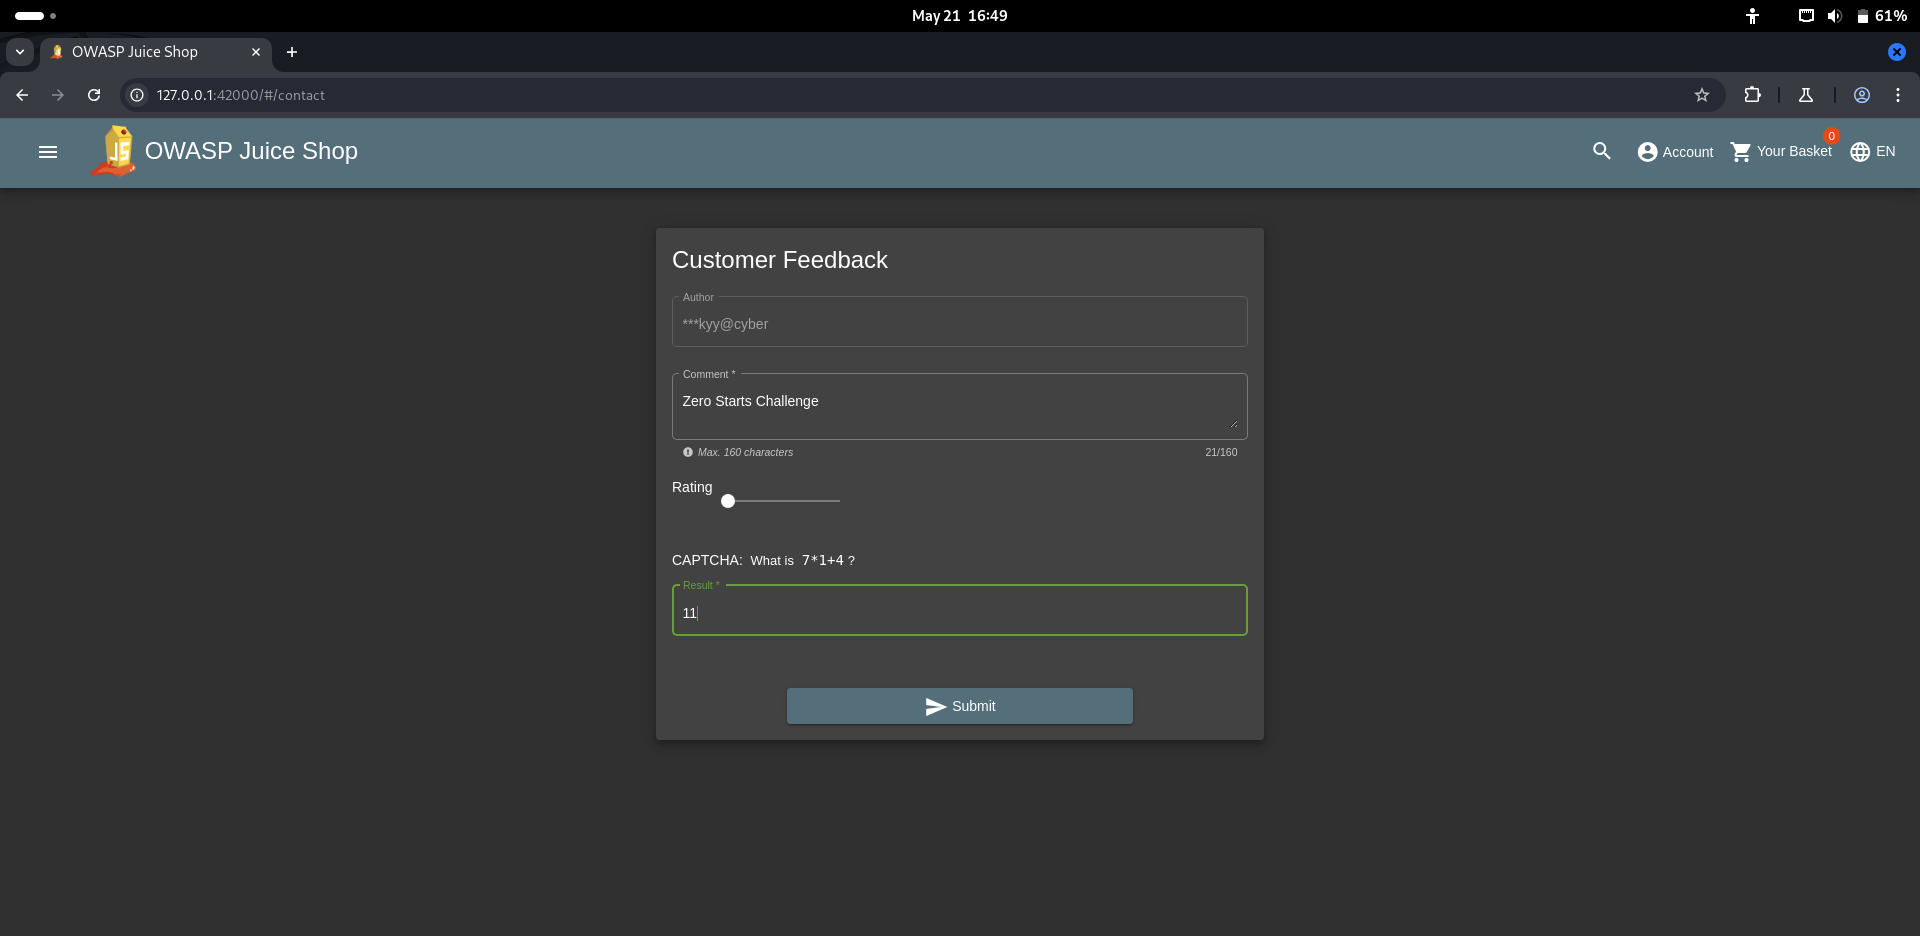 May 21 16:49
61%
OWASP Juice Shop
127.0.0.1:42000/#/contact
OWASP Juice Shop
Account
Your Basket
0
EN
Customer Feedback
Author
***kyy@cyber
Comment *
Zero Starts Challenge
Max. 160 characters
21/160
Rating
CAPTCHA: What is 7*1+4 ?
Result *
11
Submit